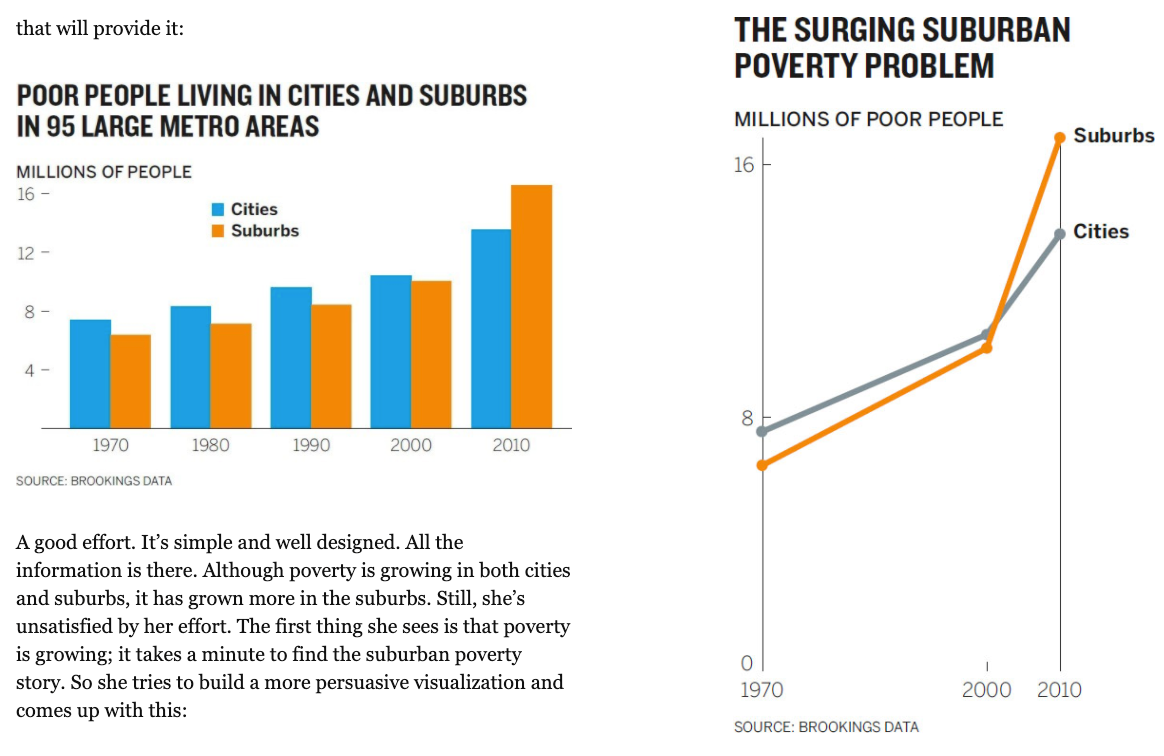 that will provide it:
POOR PEOPLE LIVING IN CITIES AND SUBURBS
IN 95 LARGE METRO AREAS
MILLIONS OF PEOPLE
16
Cities
Suburbs
12
8
4
1970 1980 1990 2000 2010
SOURCE: BROOKINGS DATA
A good effort. It’s simple and well designed. All the
information is there. Although poverty is growing in both cities
and suburbs, it has grown more in the suburbs. Still, she’s
unsatisfied by her effort. The first thing she sees is that poverty
is growing; it takes a minute to find the suburban poverty
story. So she tries to build a more persuasive visualization and
comes up with this:
THE SURGING SUBURBAN
POVERTY PROBLEM
MILLIONS OF POOR PEOPLE
Suburbs
16
Cities
8
0
1970 2000 2010
SOURCE: BROOKINGS DATA